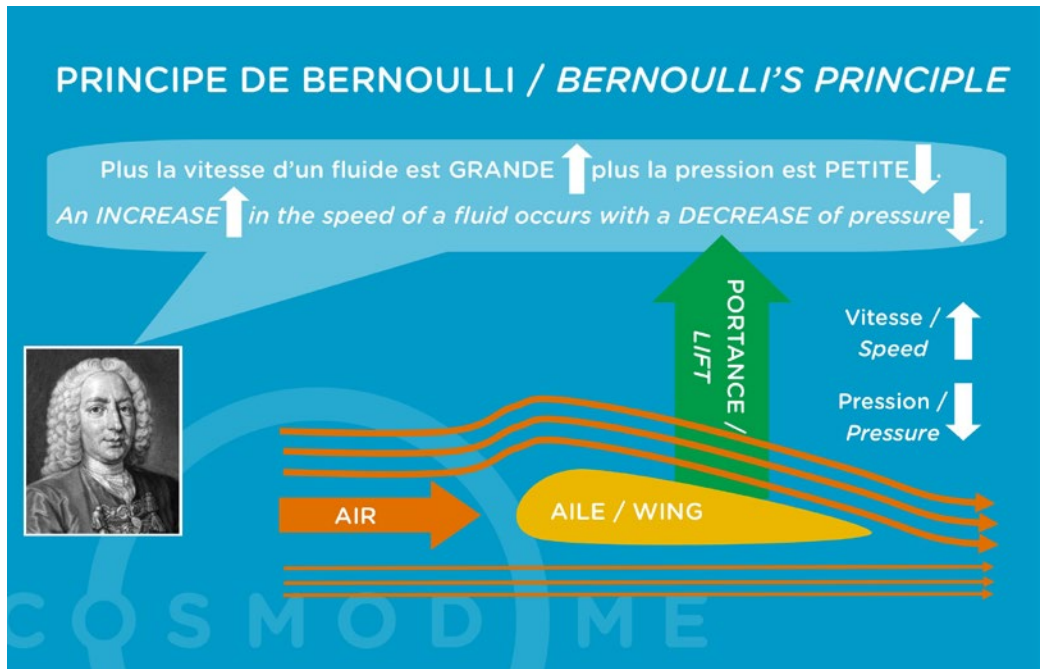 PRINCIPE DE BERNOULLI / BERNOULLI'S PRINCIPLE
Plus la vitesse d'un fluide est GRANDE plus la pression est PETITE.
An INCREASE in the speed of a fluid occurs with a DECREASE of pressure.
PORTANCE /
LIFT
Vitesse /
Speed
Pression /
Pressure
AIR
AILE / WING
COSMODÔME